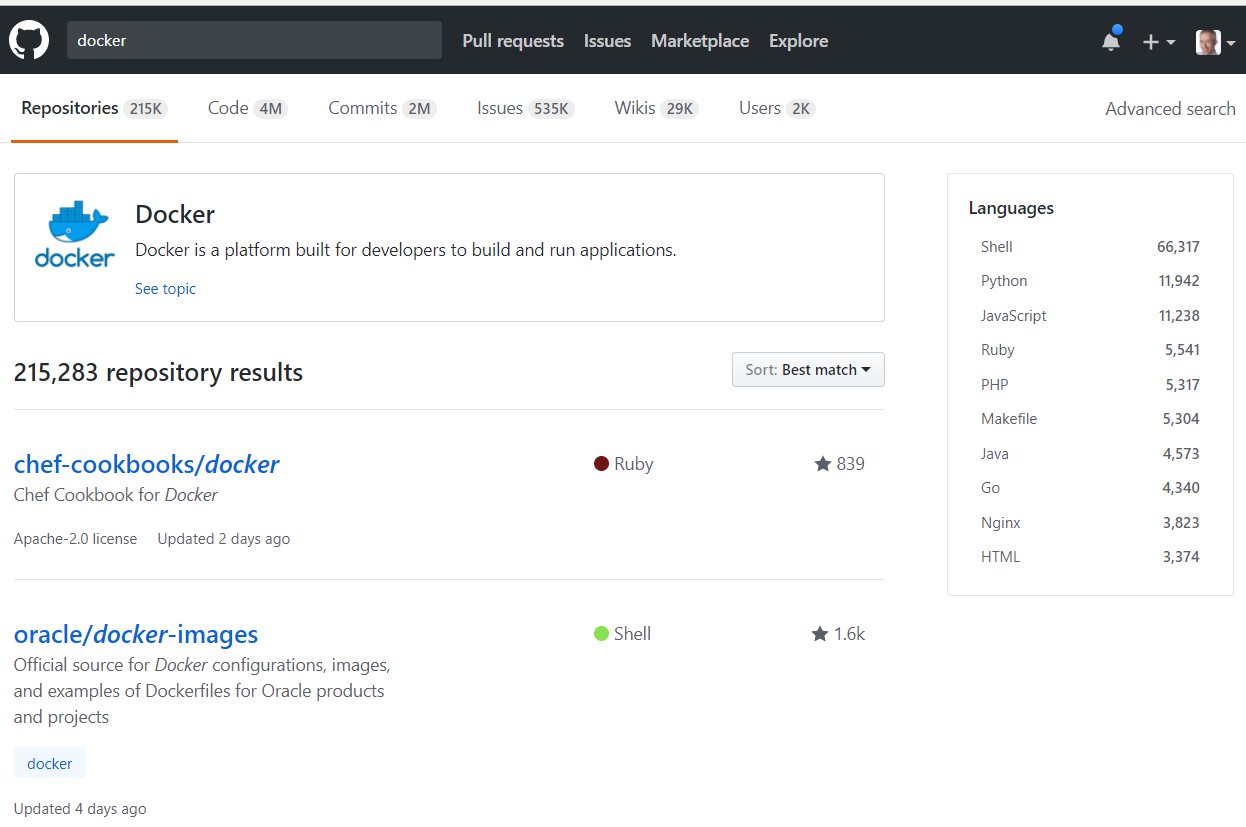 docker
Pull requests Issues Marketplace Explore
Repositories 215K Code 4M Commits 2M Issues 535K Wikis 29K Users 2K Advanced search
docker
Docker
Docker is a platform built for developers to build and run applications.
See topic
215,283 repository results
Sort: Best match
chef-cookbooks/docker
Ruby
839
Chef Cookbook for Docker
Apache-2.0 license Updated 2 days ago
oracle/docker-images
Shell
1.6k
Official source for Docker configurations, images,
and examples of Dockerfiles for Oracle products
and projects
docker
Updated 4 days ago
Languages
Shell 66,317
Python 11,942
JavaScript 11,238
Ruby 5,541
PHP 5,317
Makefile 5,304
Java 4,573
Go 4,340
Nginx 3,823
HTML 3,374